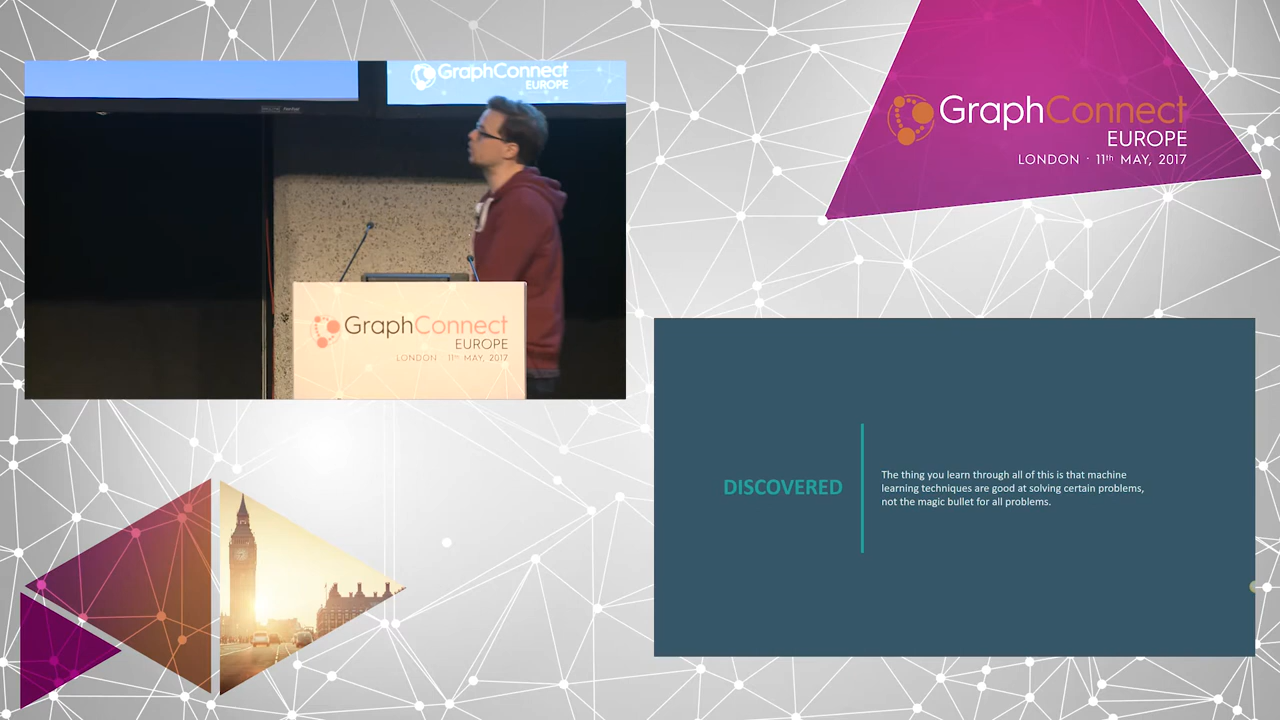 GraphConnect
EUROPE
GraphConnect
EUROPE
LONDON · 11th MAY, 2017
GraphConnect
EUROPE
LONDON · 11th MAY, 2017
DISCOVERED
The thing you learn through all of this is that machine
learning techniques are good at solving certain problems,
not the magic bullet for all problems.